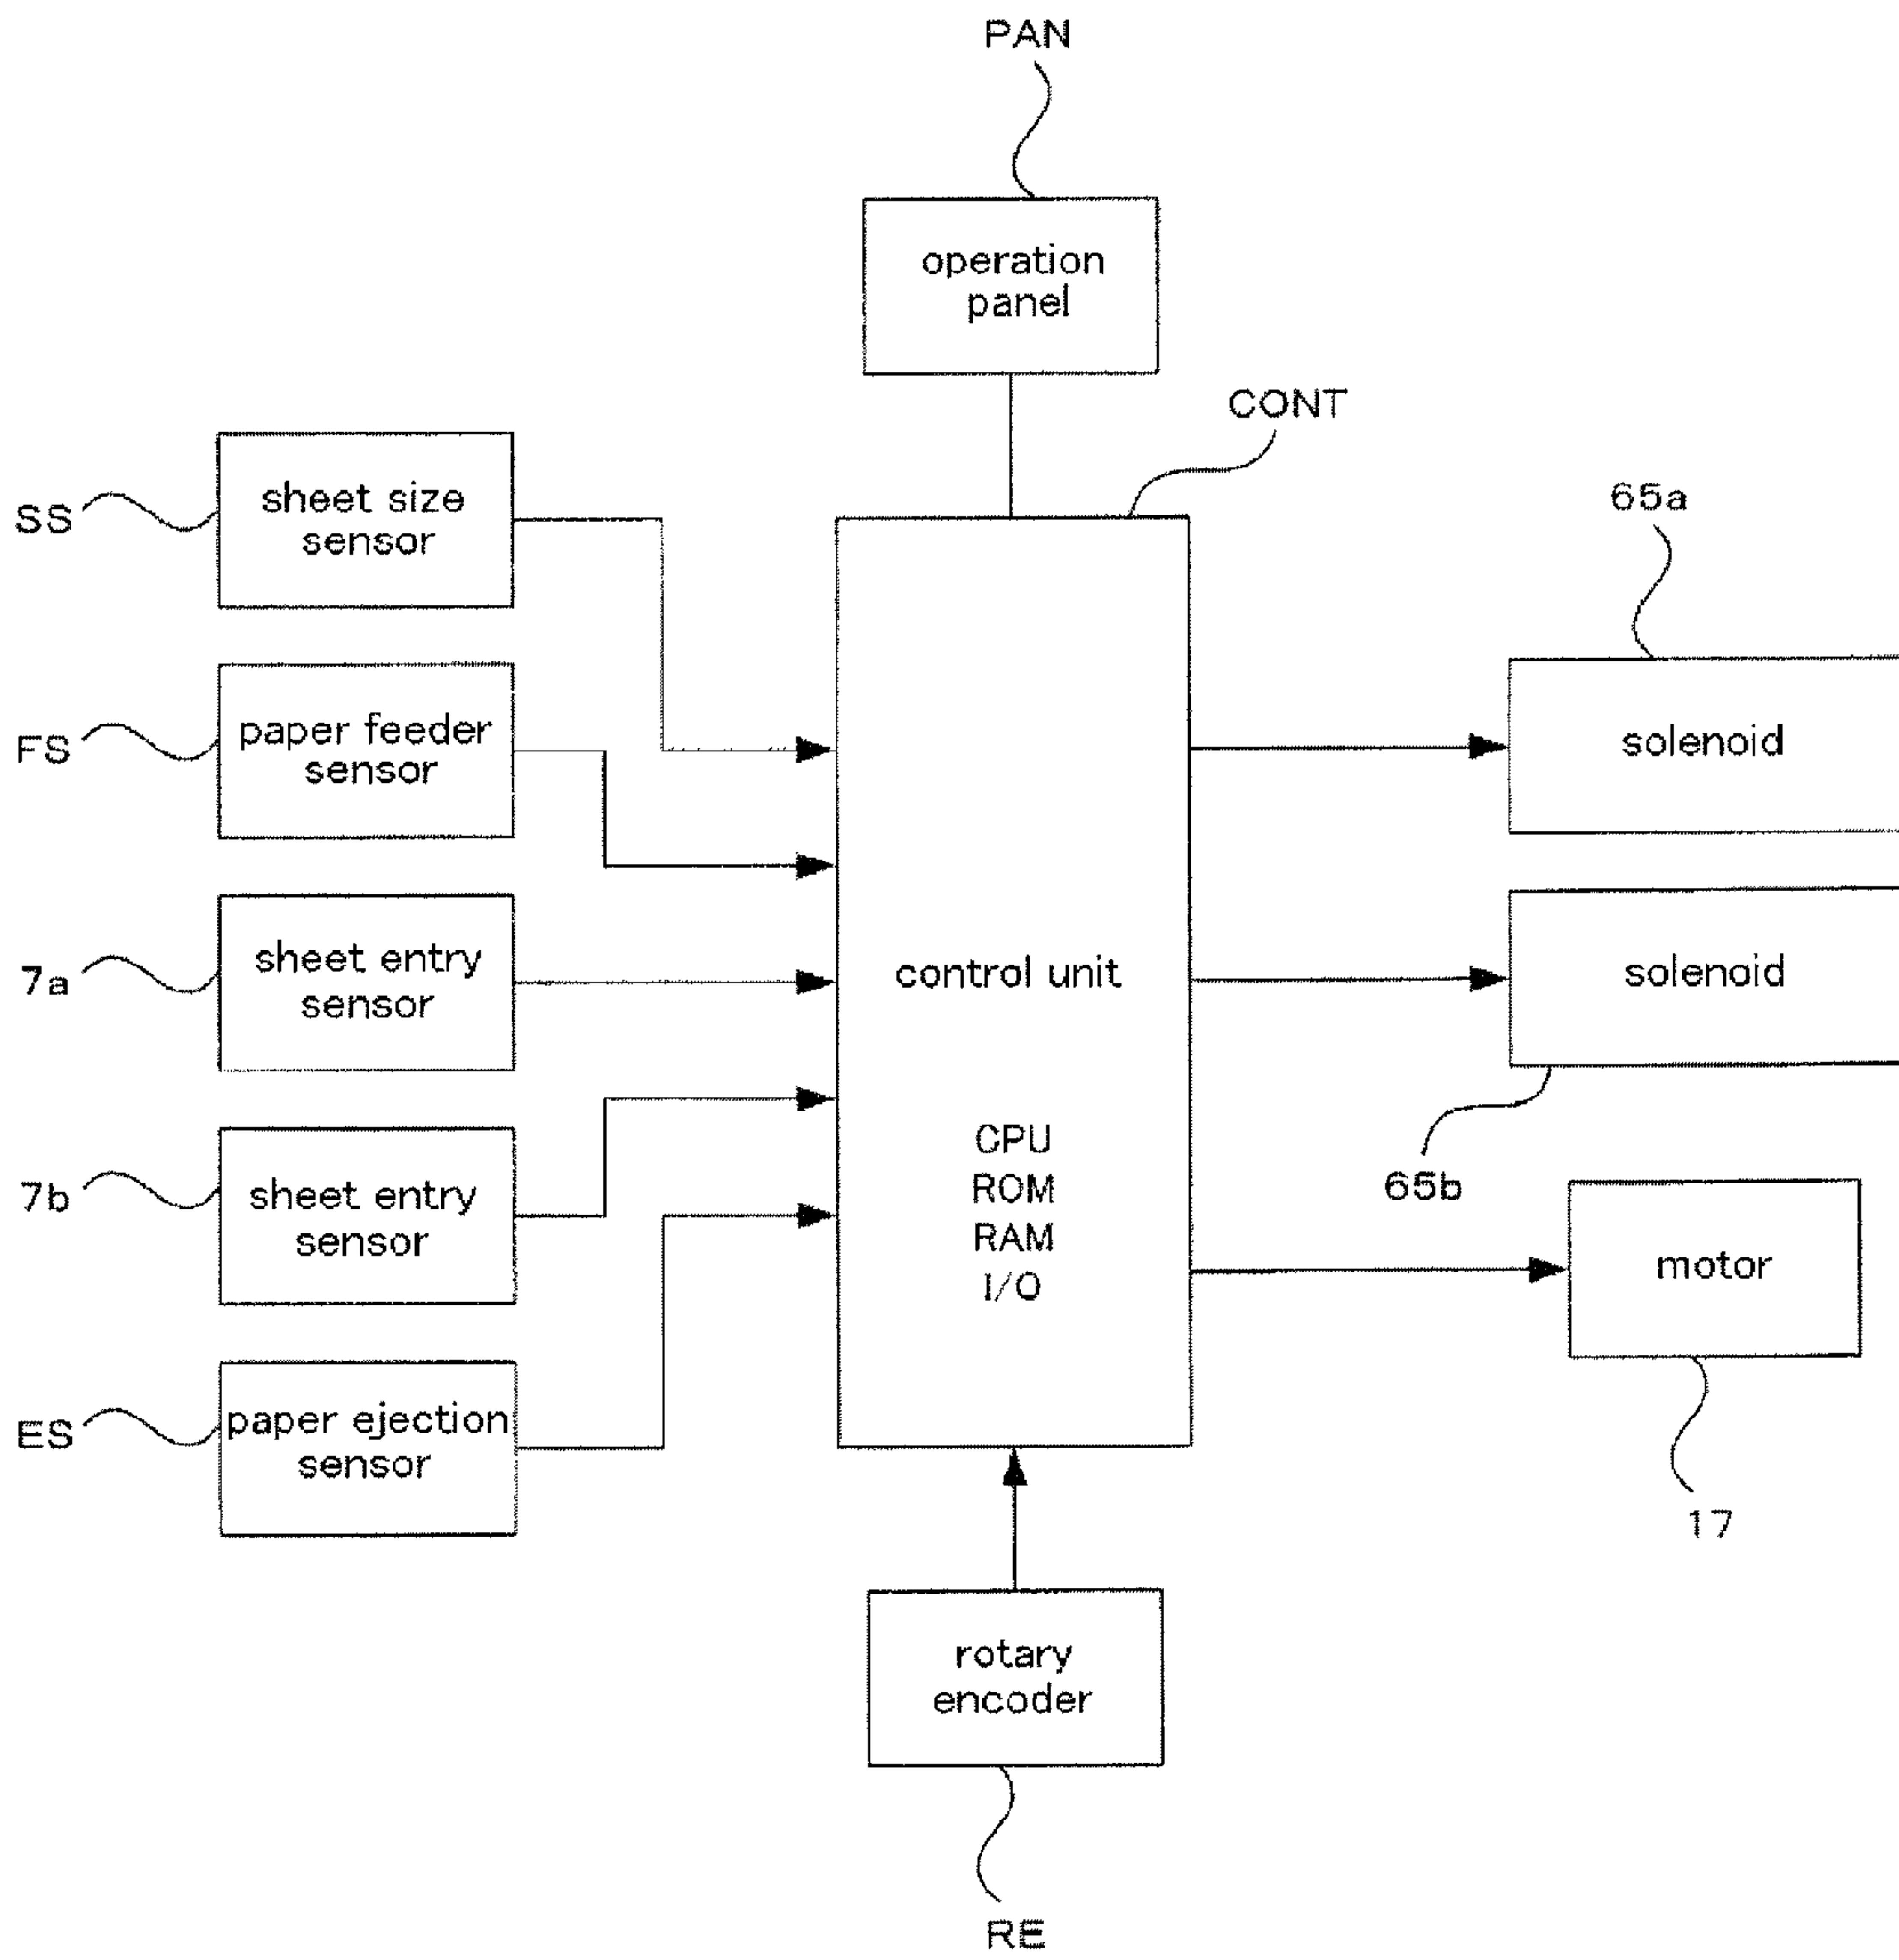 PAN
operation
panel
CONT
SS
sheet size
sensor
65a
FS
paper feeder
sensor
solenoid
7a
sheet entry
sensor
control unit
solenoid
7b
sheet entry
sensor
CPU
ROM
RAM
I/O
65b
motor
ES
paper ejection
sensor
17
rotary
encoder
RE